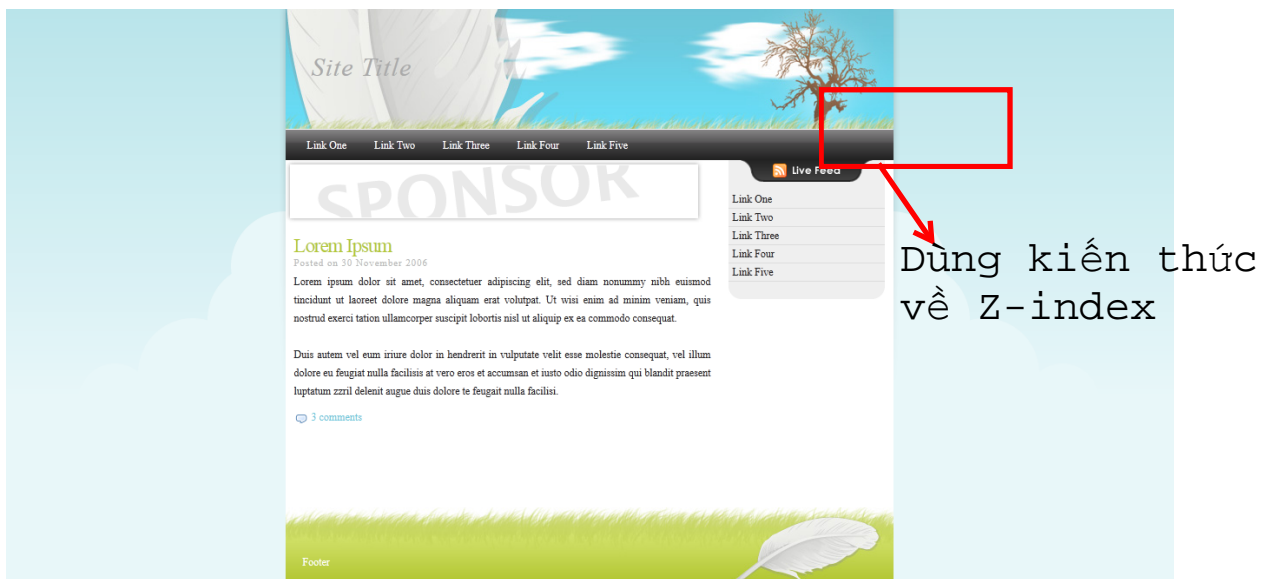 Site Title
Link One Link Two Link Three Link Four Link Five
SPONSOR
Live Feed
Link One
Link Two
Link Three
Link Four
Link Five
Lorem Ipsum
Posted on 30 November 2006
Lorem ipsum dolor sit amet, consectetuer adipiscing elit, sed diam nonummy nibh euismod
tincidunt ut laoreet dolore magna aliquam erat volutpat. Ut wisi enim ad minim veniam, quis
nostrud exerci tation ullamcorper suscipit lobortis nisl ut aliquip ex ea commodo consequat.
Duis autem vel eum iriure dolor in hendrerit in vulputate velit esse molestie consequat, vel illum
dolore eu feugiat nulla facilisis at vero eros et accumsan et iusto odio dignissim qui blandit praesent
luptatum zzril delenit augue duis dolore te feugait nulla facilisi.
3 comments
Footer
Dùng kiến thức
về Z-index